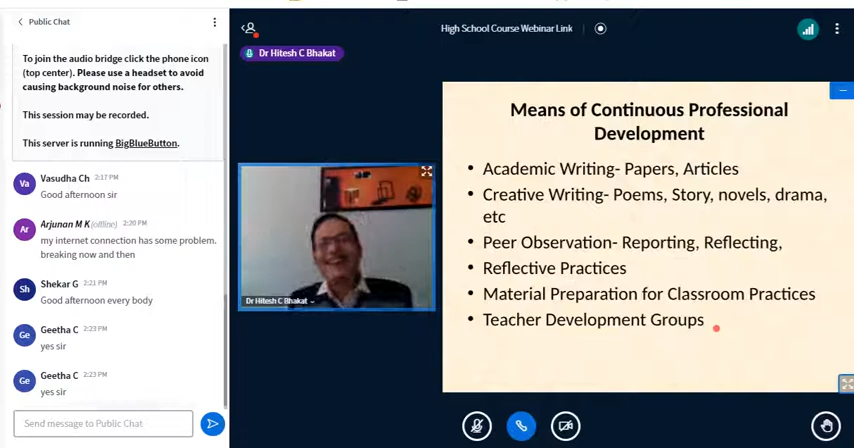 Public Chat
To join the audio bridge click the phone icon
(top center). Please use a headset to avoid
causing background noise for others.
This session may be recorded.
This server is running BigBlueButton.
Va
Vasudha Ch 2:17 PM
Good afternoon sir
Ar
Arjunan M K (offline) 2:20 PM
my internet connection has some problem.
breaking now and then
Sh
Shekar G 2:21 PM
Good afternoon every body
Ge
Geetha C 2:23 PM
yes sir
Ge
Geetha C 2:23 PM
yes sir
Send message to Public Chat
High School Course Webinar Link
Dr Hitesh C Bhakat
Dr Hitesh C Bhakat
Means of Continuous Professional
Development
• Academic Writing- Papers, Articles
• Creative Writing- Poems, Story, novels, drama,
etc
• Peer Observation- Reporting, Reflecting,
• Reflective Practices
• Material Preparation for Classroom Practices
• Teacher Development Groups